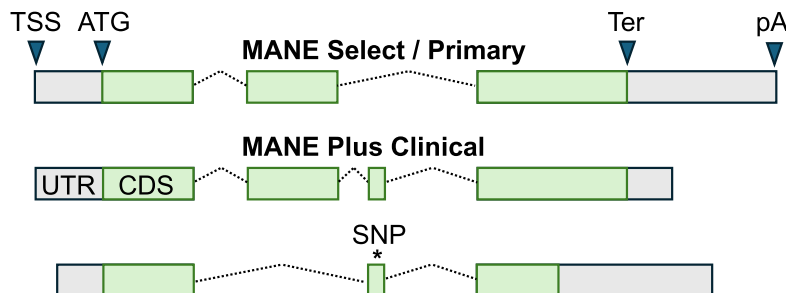 TSS ATG Ter pA
MANE Select / Primary
MANE Plus Clinical
UTR CDS
SNP
*